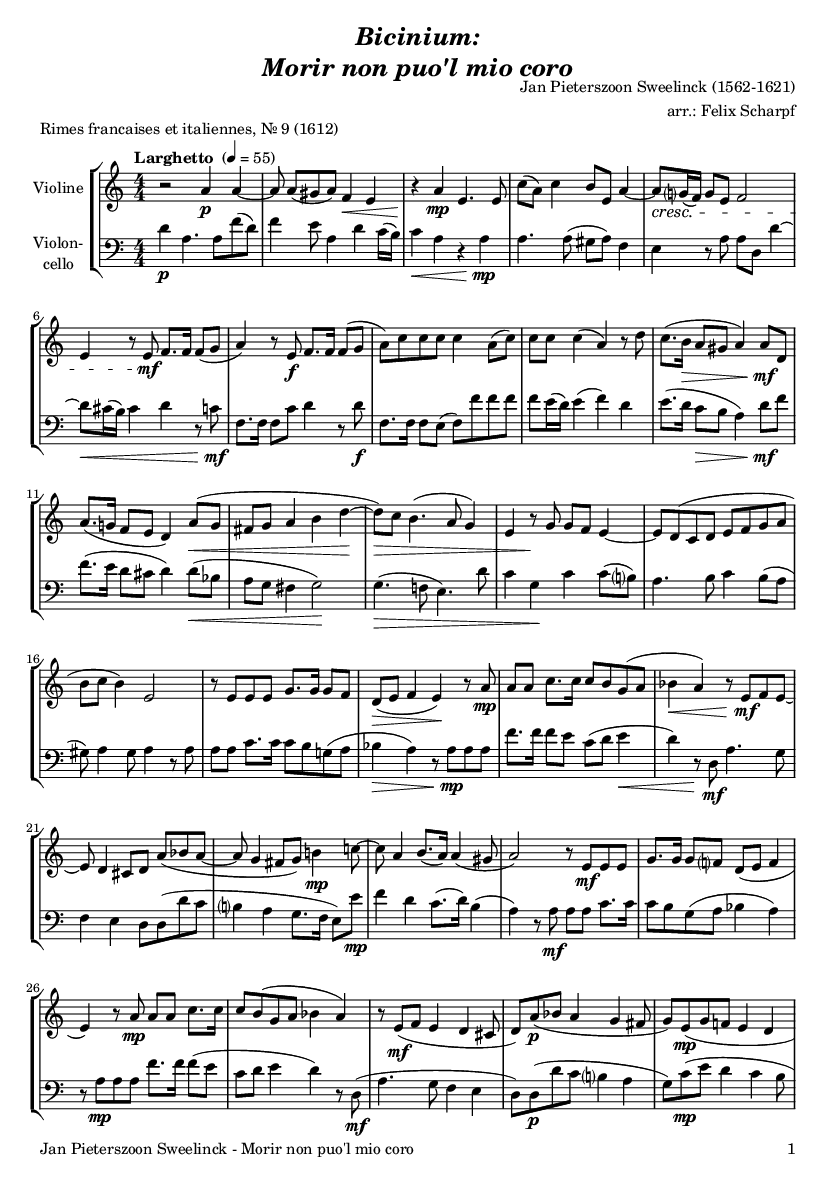 Bicinium:
Morir non puo'l mio coro
Jan Pieterszoon Sweelinck (1562-1621)
arr.: Felix Scharpf
Rimes francaises et italiennes, № 9 (1612)
Larghetto (♩ = 55)
Violine
p
mp
cresc.
Violon-
cello
p
mp
6
mf
f
mf
mf
f
mf
11
16
mp
mf
mp
mf
21
mp
mf
mp
mf
26
mp
mf
p
mp
mp
mf
p
mp
Jan Pieterszoon Sweelinck - Morir non puo'l mio coro
1